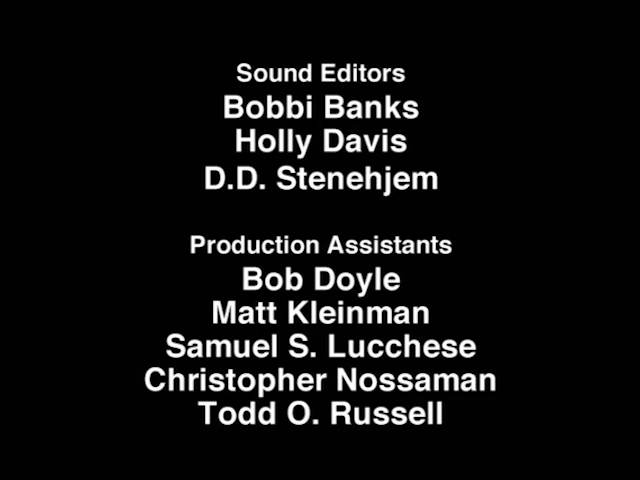 Sound Editors
Bobbi Banks
Holly Davis
D.D. Stenehjem
Production Assistants
Bob Doyle
Matt Kleinman
Samuel S. Lucchese
Christopher Nossaman
Todd O. Russell